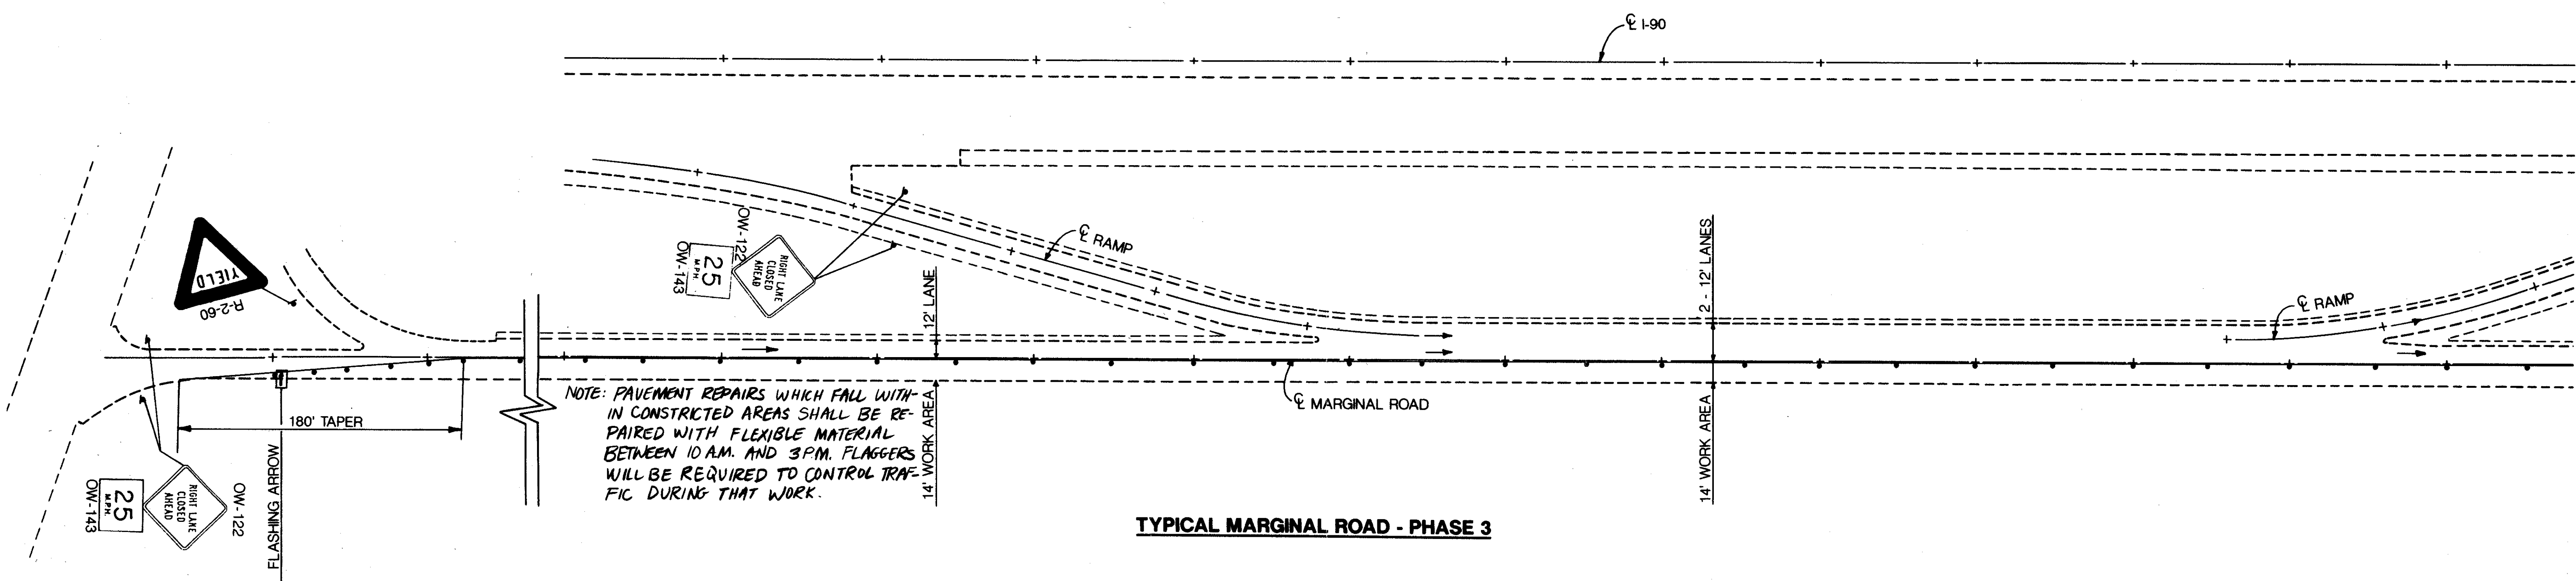 ℄ I-90
YIELD
R-2-60
OW-122
RIGHT LANE
CLOSED
AHEAD
25
M.P.H.
OW-143
℄ RAMP
12' LANE
2 - 12' LANES
℄ RAMP
180' TAPER
FLASHING ARROW
RIGHT LANE
CLOSED
AHEAD
OW-122
25
M.P.H.
OW-143
NOTE: PAVEMENT REPAIRS WHICH FALL WITH-
IN CONSTRICTED AREAS SHALL BE RE-
PAIRED WITH FLEXIBLE MATERIAL
BETWEEN 10 A.M. AND 3 P.M. FLAGGERS
WILL BE REQUIRED TO CONTROL TRAF-
FIC DURING THAT WORK.
14' WORK AREA
℄ MARGINAL ROAD
14' WORK AREA
TYPICAL MARGINAL ROAD - PHASE 3